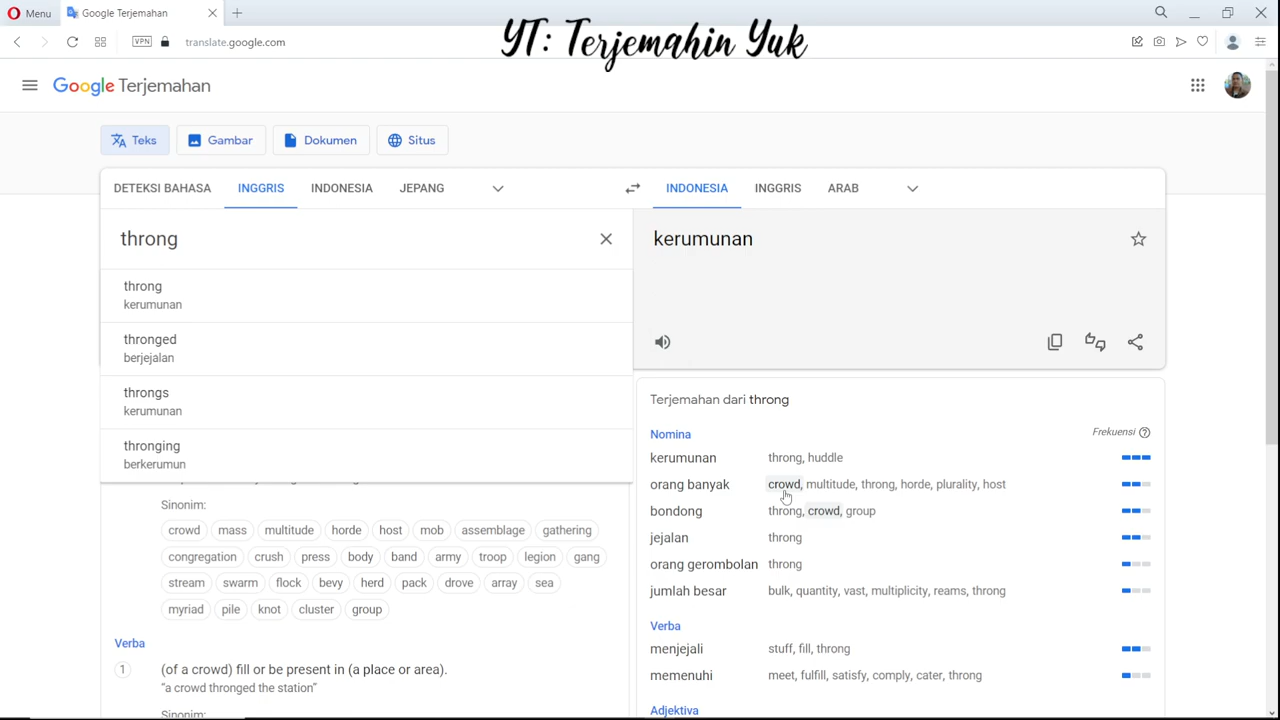 Menu
Google Terjemahan
VPN
translate.google.com
YT: Terjemahin Yuk
Google Terjemahan
Teks
Gambar
Dokumen
Situs
DETEKSI BAHASA
INGGRIS
INDONESIA
JEPANG
INDONESIA
INGGRIS
ARAB
throng
kerumunan
throng
kerumunan
thronged
berjejalan
throngs
kerumunan
thronging
berkerumun
Sinonim:
crowd mass multitude horde host mob assemblage gathering
congregation crush press body band army troop legion gang
stream swarm flock bevy herd pack drove array sea
myriad pile knot cluster group
Verba
1 (of a crowd) fill or be present in (a place or area).
"a crowd thronged the station"
Sinonim:
Terjemahan dari throng
Nomina Frekuensi
kerumunan throng, huddle
orang banyak crowd, multitude, throng, horde, plurality, host
bondong throng, crowd, group
jejalan throng
orang gerombolan throng
jumlah besar bulk, quantity, vast, multiplicity, reams, throng
Verba
menjejali stuff, fill, throng
memenuhi meet, fulfill, satisfy, comply, cater, throng
Adjektiva